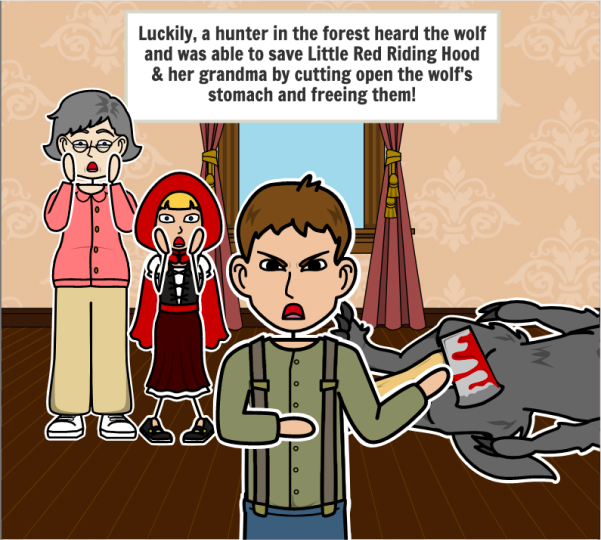 Luckily, a hunter in the forest heard the wolf
and was able to save Little Red Riding Hood
& her grandma by cutting open the wolf's
stomach and freeing them!